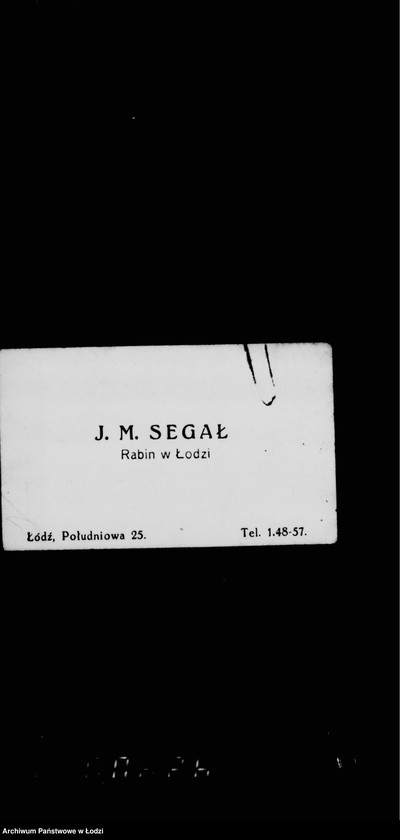 J. M. SEGAŁ
Rabin w Łodzi
Łódź, Południowa 25.
Tel. 1.48-57.
Archiwum Państwowe w Łodzi